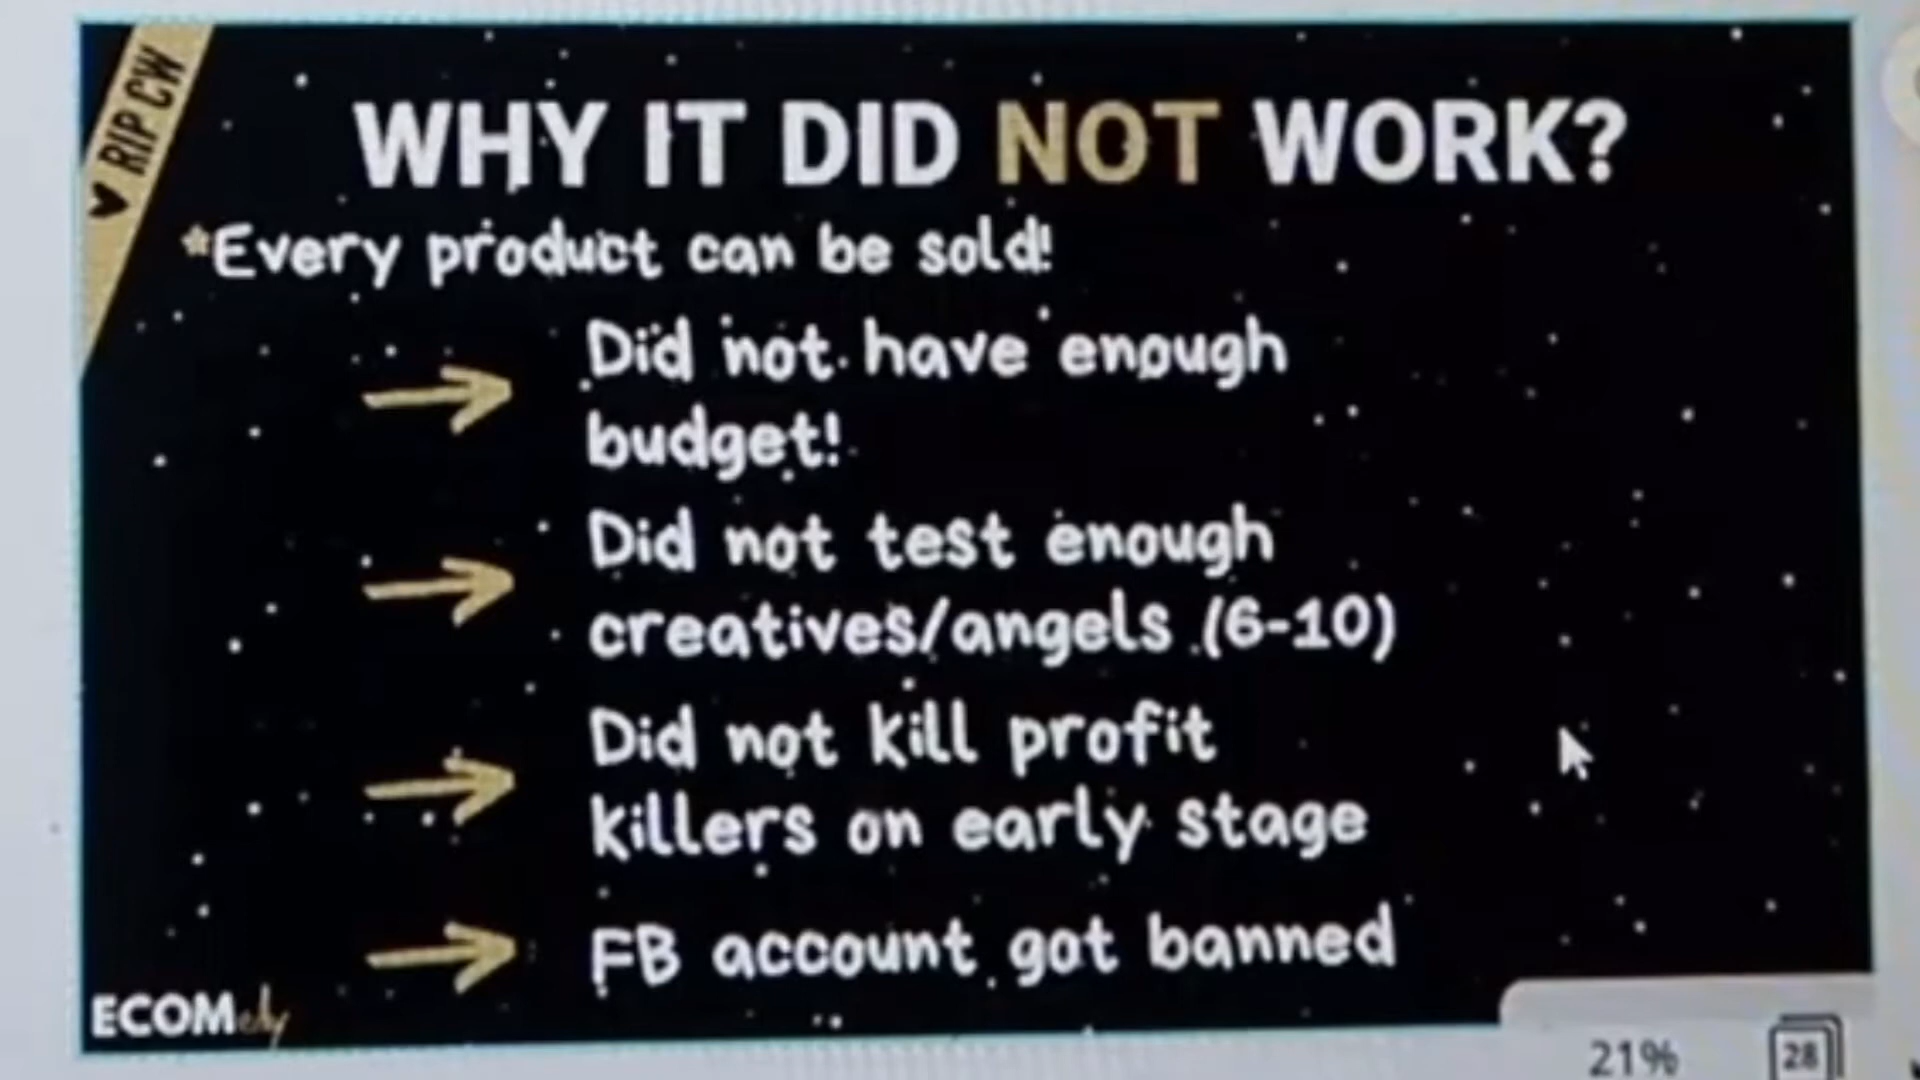 RIP CW
WHY IT DID NOT WORK?
*Every product can be sold!
Did not have enough
budget!
Did not test enough
creatives/angels (6-10)
Did not kill profit
killers on early stage
FB account got banned
ECOMedy
21%
28